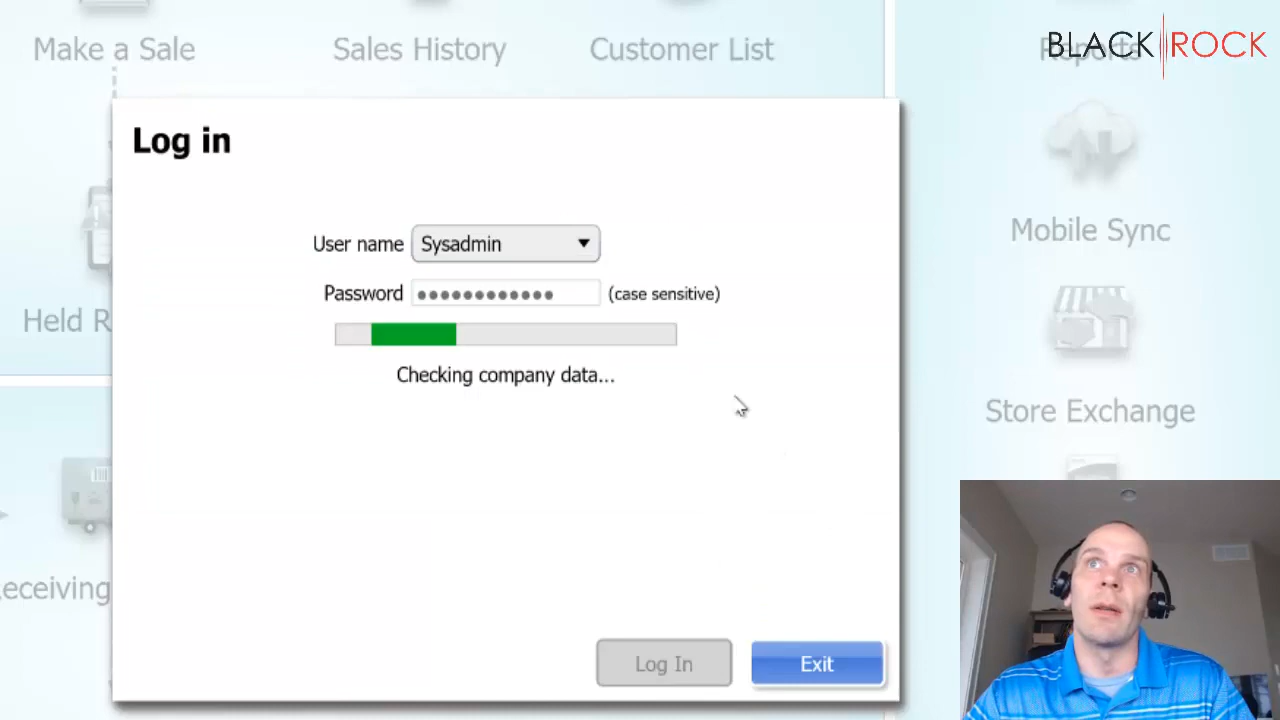 Make a Sale
Sales History
Customer List
Reports
BLACK ROCK
Log in
User name Sysadmin
Password (case sensitive)
Checking company data...
Mobile Sync
Held R
Store Exchange
eceiving
Log In
Exit